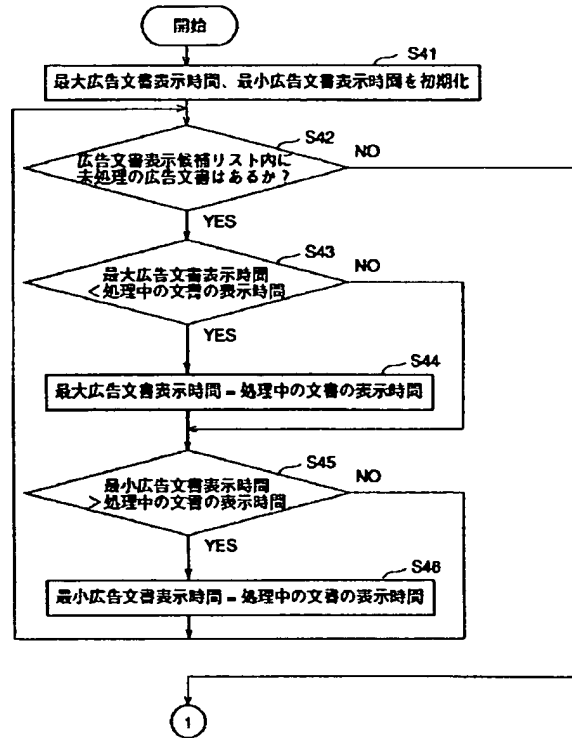 開始
S41
最大広告文書表示時間、最小広告文書表示時間を初期化
S42
広告文書表示候補リスト内に
未処理の広告文書はあるか?
NO
YES
S43
最大広告文書表示時間
<処理中の文書の表示時間
NO
YES
S44
最大広告文書表示時間=処理中の文書の表示時間
S45
最小広告文書表示時間
>処理中の文書の表示時間
NO
YES
S46
最小広告文書表示時間=処理中の文書の表示時間
1